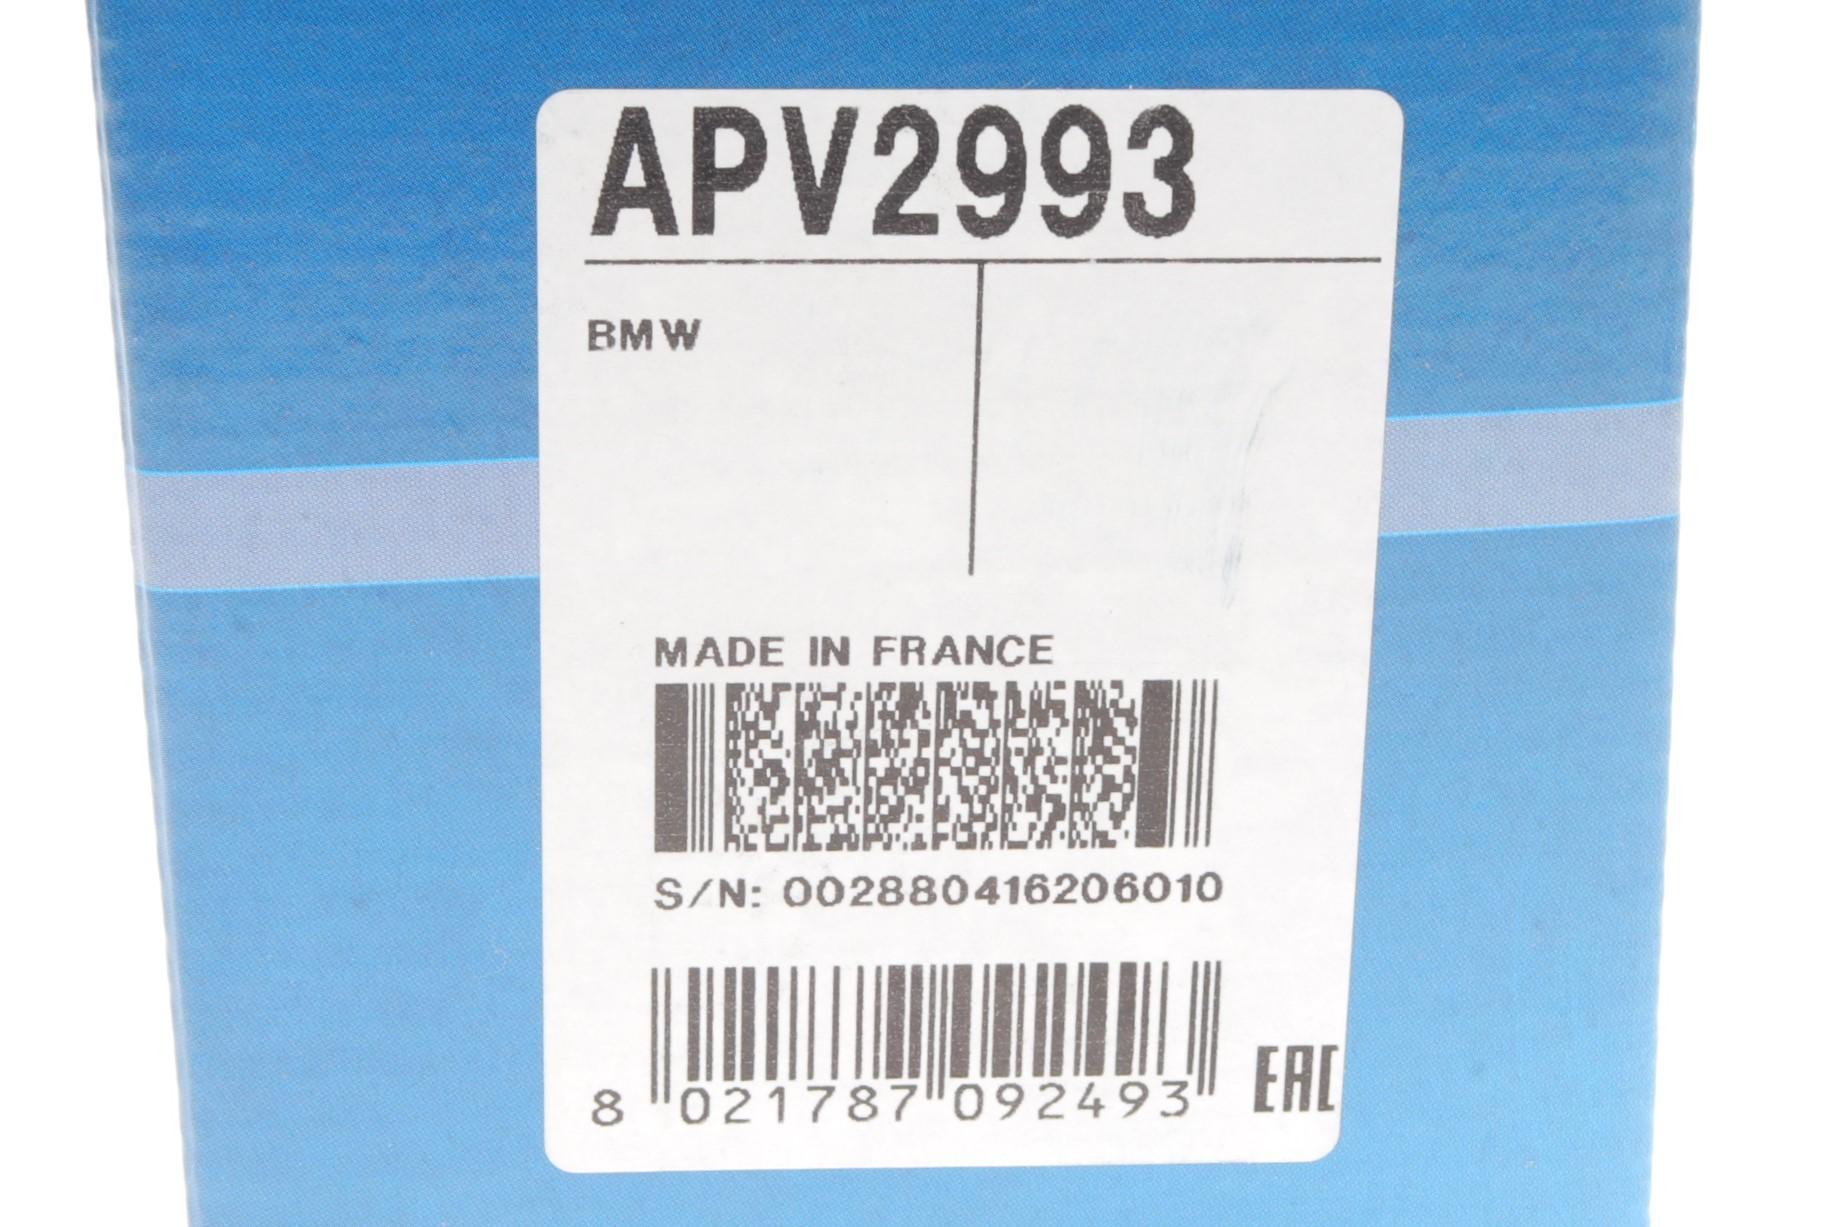 APV2993
BMW
MADE IN FRANCE
S/N: 002880416206010
8 021787 092493
EAC